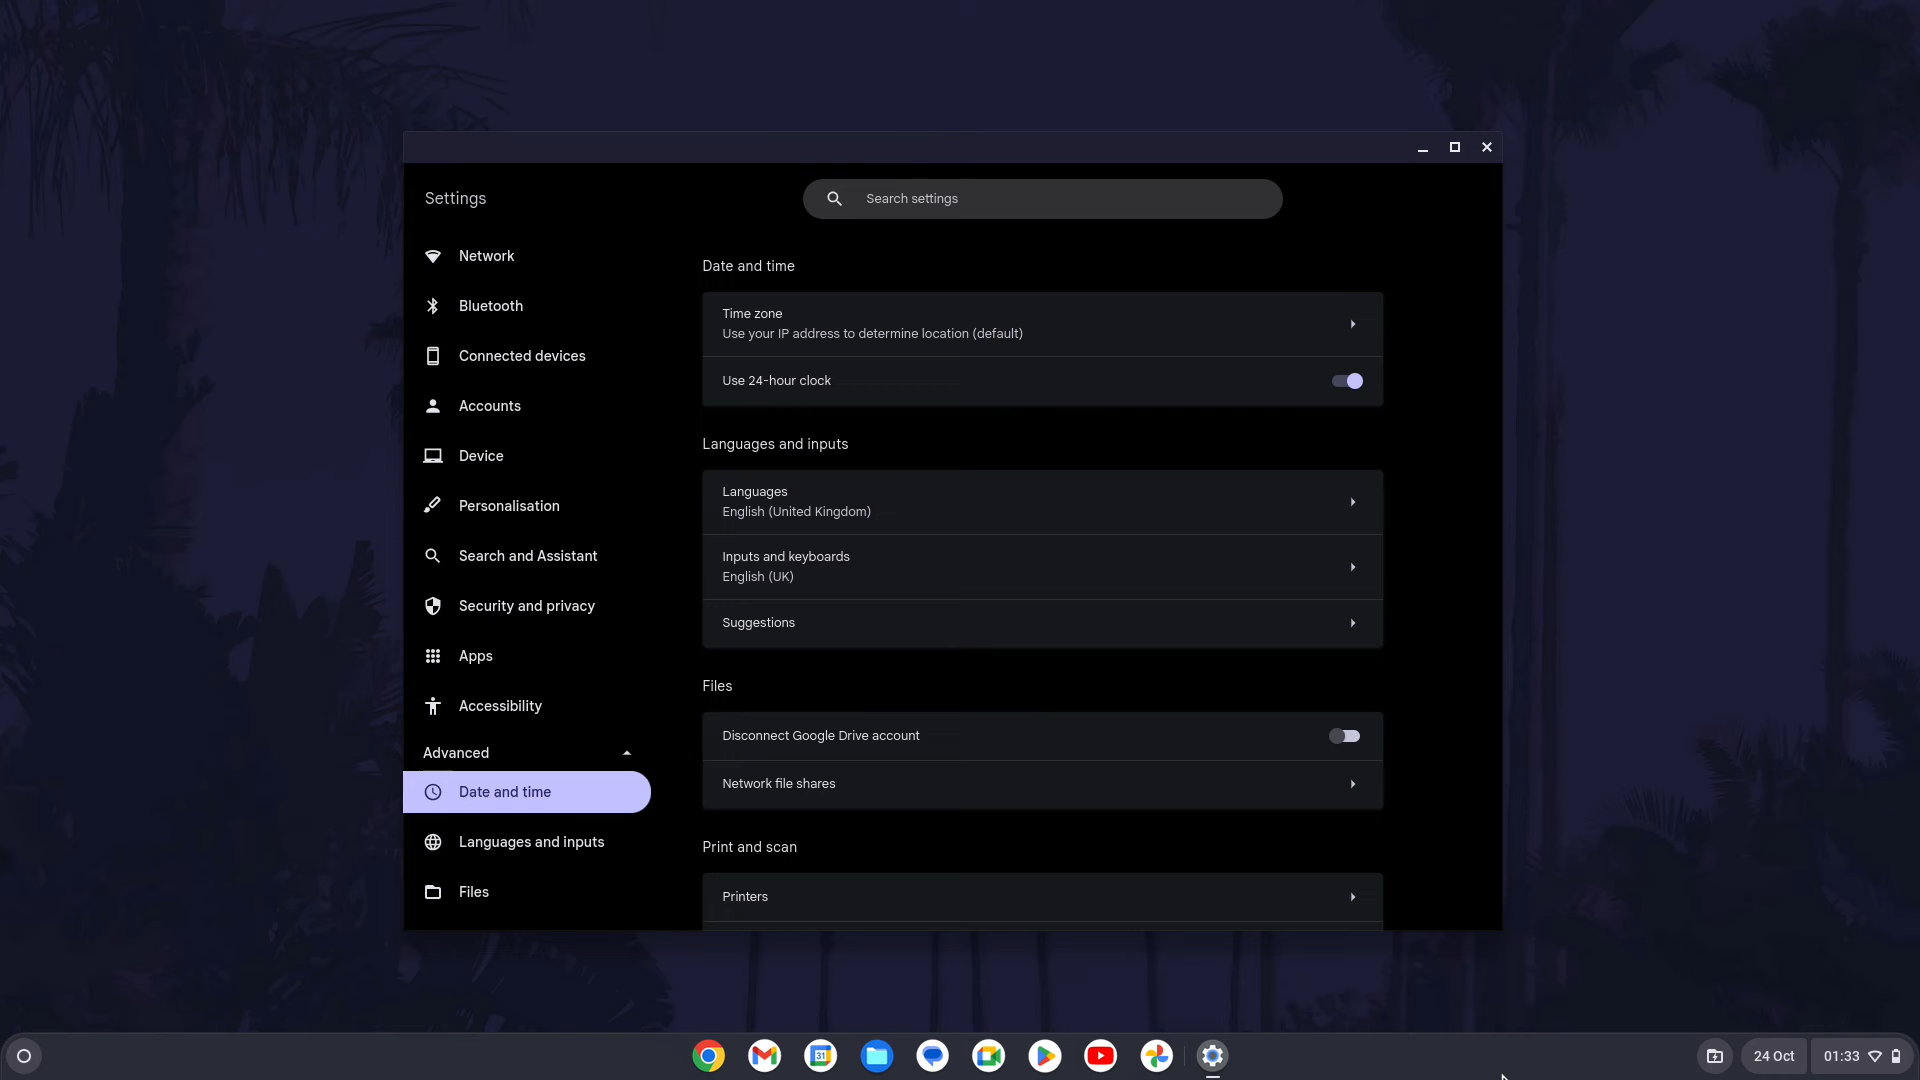 Settings
Search settings
Network
Bluetooth
Connected devices
Accounts
Device
Personalisation
Search and Assistant
Security and privacy
Apps
Accessibility
Advanced
Date and time
Languages and inputs
Files
Date and time
Time zone
Use your IP address to determine location (default)
Use 24-hour clock
Languages and inputs
Languages
English (United Kingdom)
Inputs and keyboards
English (UK)
Suggestions
Files
Disconnect Google Drive account
Network file shares
Print and scan
Printers
31
24 Oct
01:33